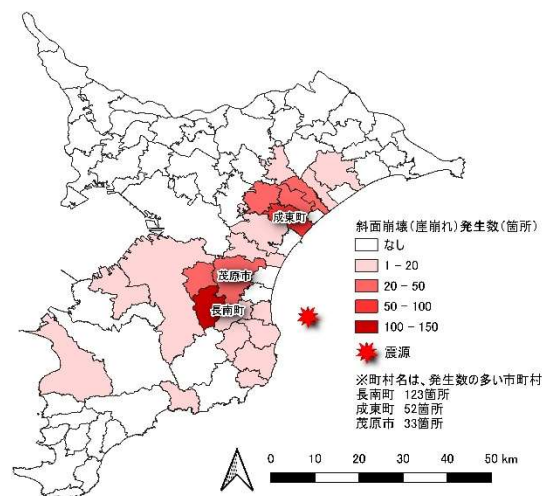 成東町
茂原市
長南町
斜面崩壊(崖崩れ)発生数(箇所)
なし
1 - 20
20 - 50
50 - 100
100 - 150
震源
※町村名は、発生数の多い市町村
長南町 123箇所
成東町 52箇所
茂原市 33箇所
0 10 20 30 40 50 km